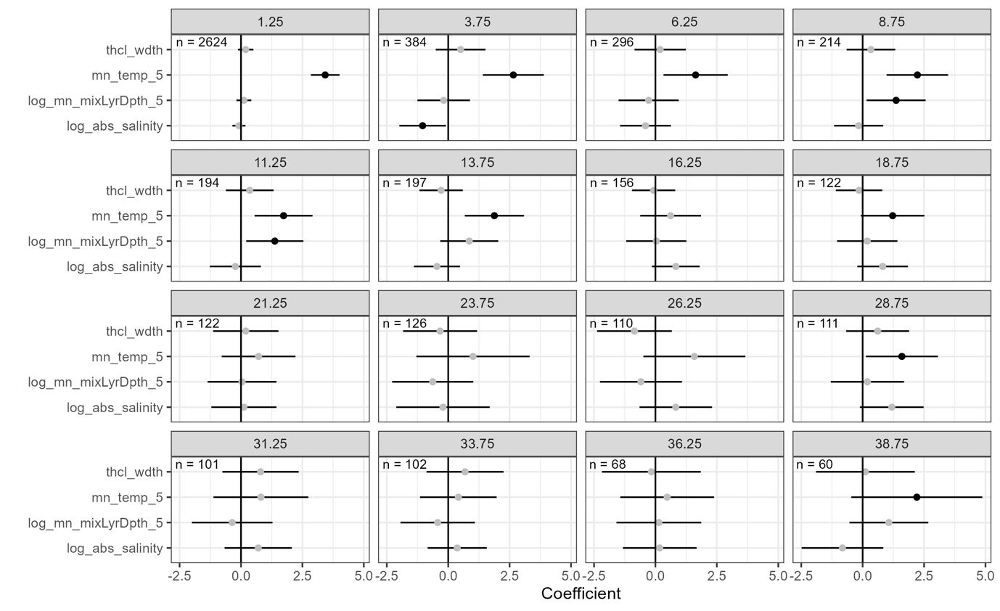 1.25 3.75 6.25 8.75
n = 2624 n = 384 n = 296 n = 214
thcl_wdth
mn_temp_5
log_mn_mixLyrDpth_5
log_abs_salinity
11.25 13.75 16.25 18.75
n = 194 n = 197 n = 156 n = 122
thcl_wdth
mn_temp_5
log_mn_mixLyrDpth_5
log_abs_salinity
21.25 23.75 26.25 28.75
n = 122 n = 126 n = 110 n = 111
thcl_wdth
mn_temp_5
log_mn_mixLyrDpth_5
log_abs_salinity
31.25 33.75 36.25 38.75
n = 101 n = 102 n = 68 n = 60
thcl_wdth
mn_temp_5
log_mn_mixLyrDpth_5
log_abs_salinity
-2.5 0.0 2.5 5.0 -2.5 0.0 2.5 5.0 -2.5 0.0 2.5 5.0 -2.5 0.0 2.5 5.0
Coefficient